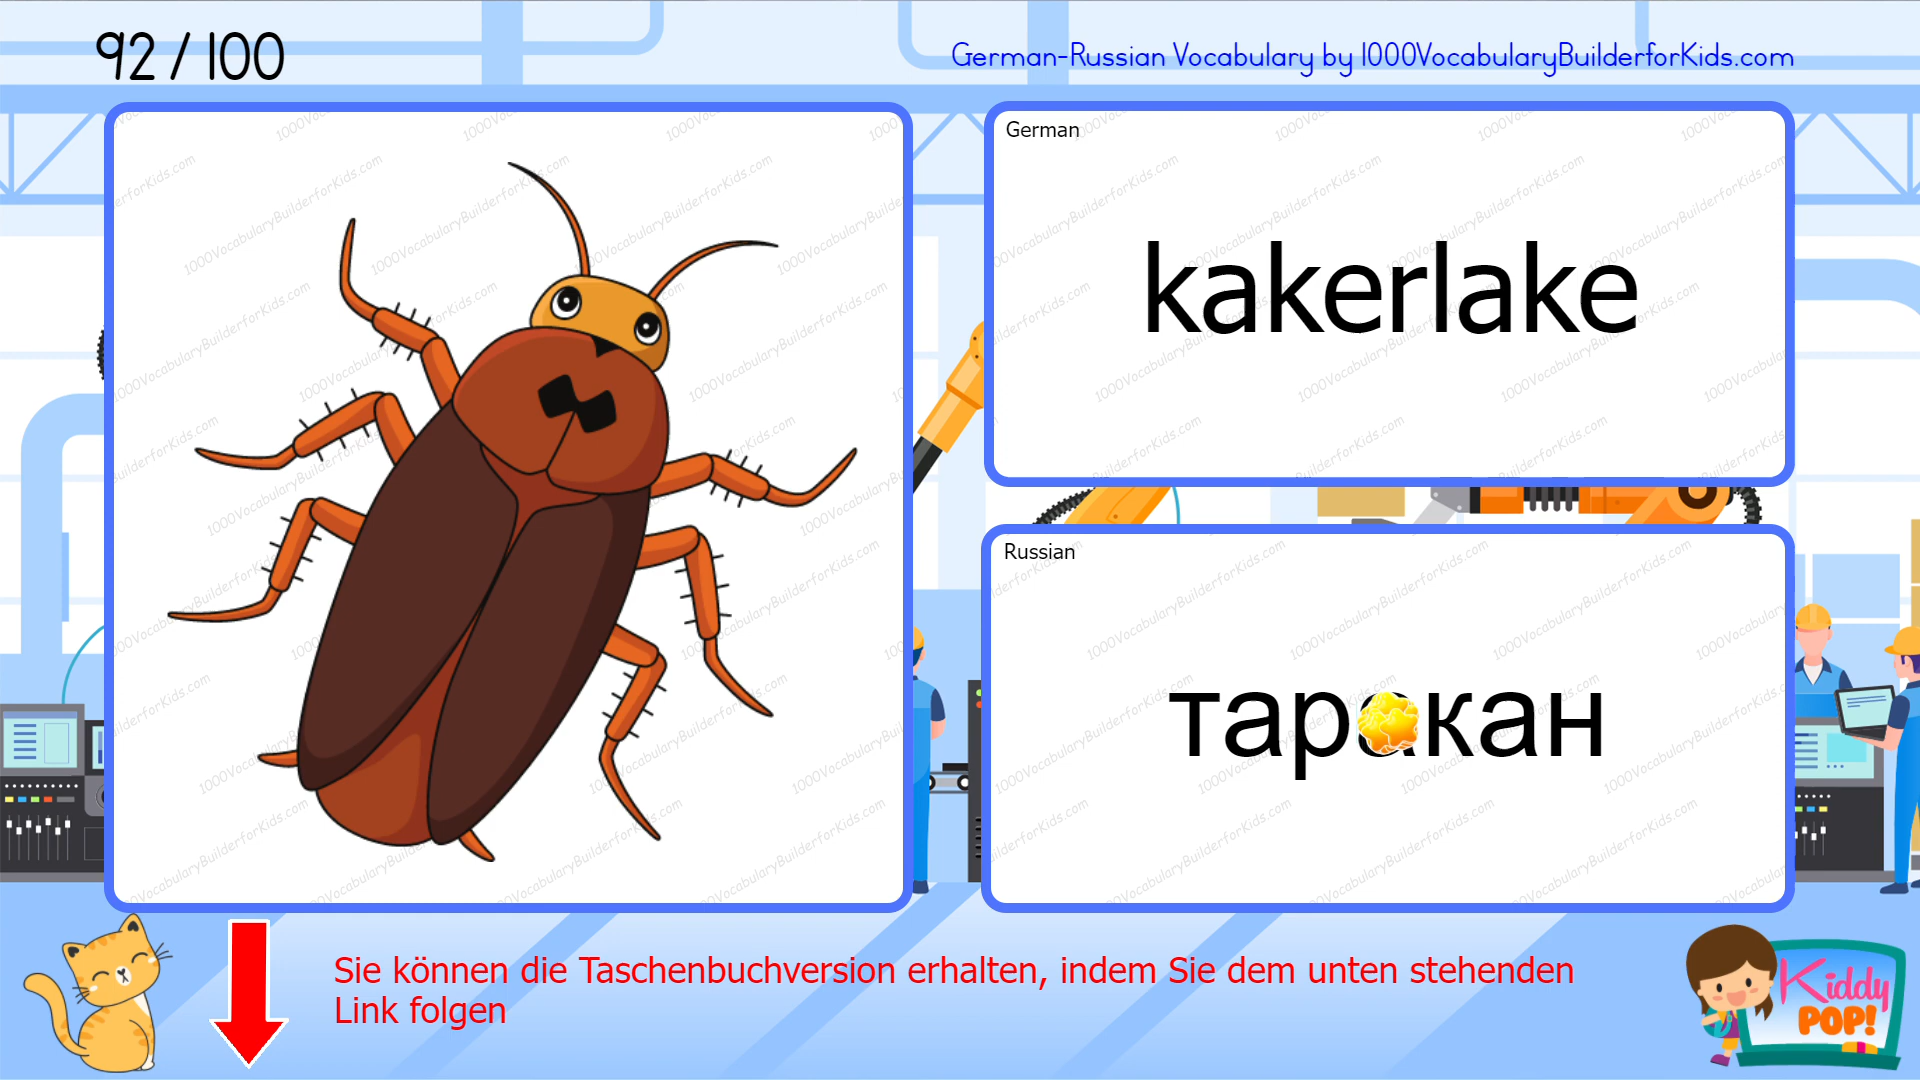 92 / 100
German-Russian Vocabulary by 1000VocabularyBuilderforKids.com
German
kakerlake
Russian
таракан
Sie können die Taschenbuchversion erhalten, indem Sie dem unten stehenden
Link folgen
Kiddy
POP!